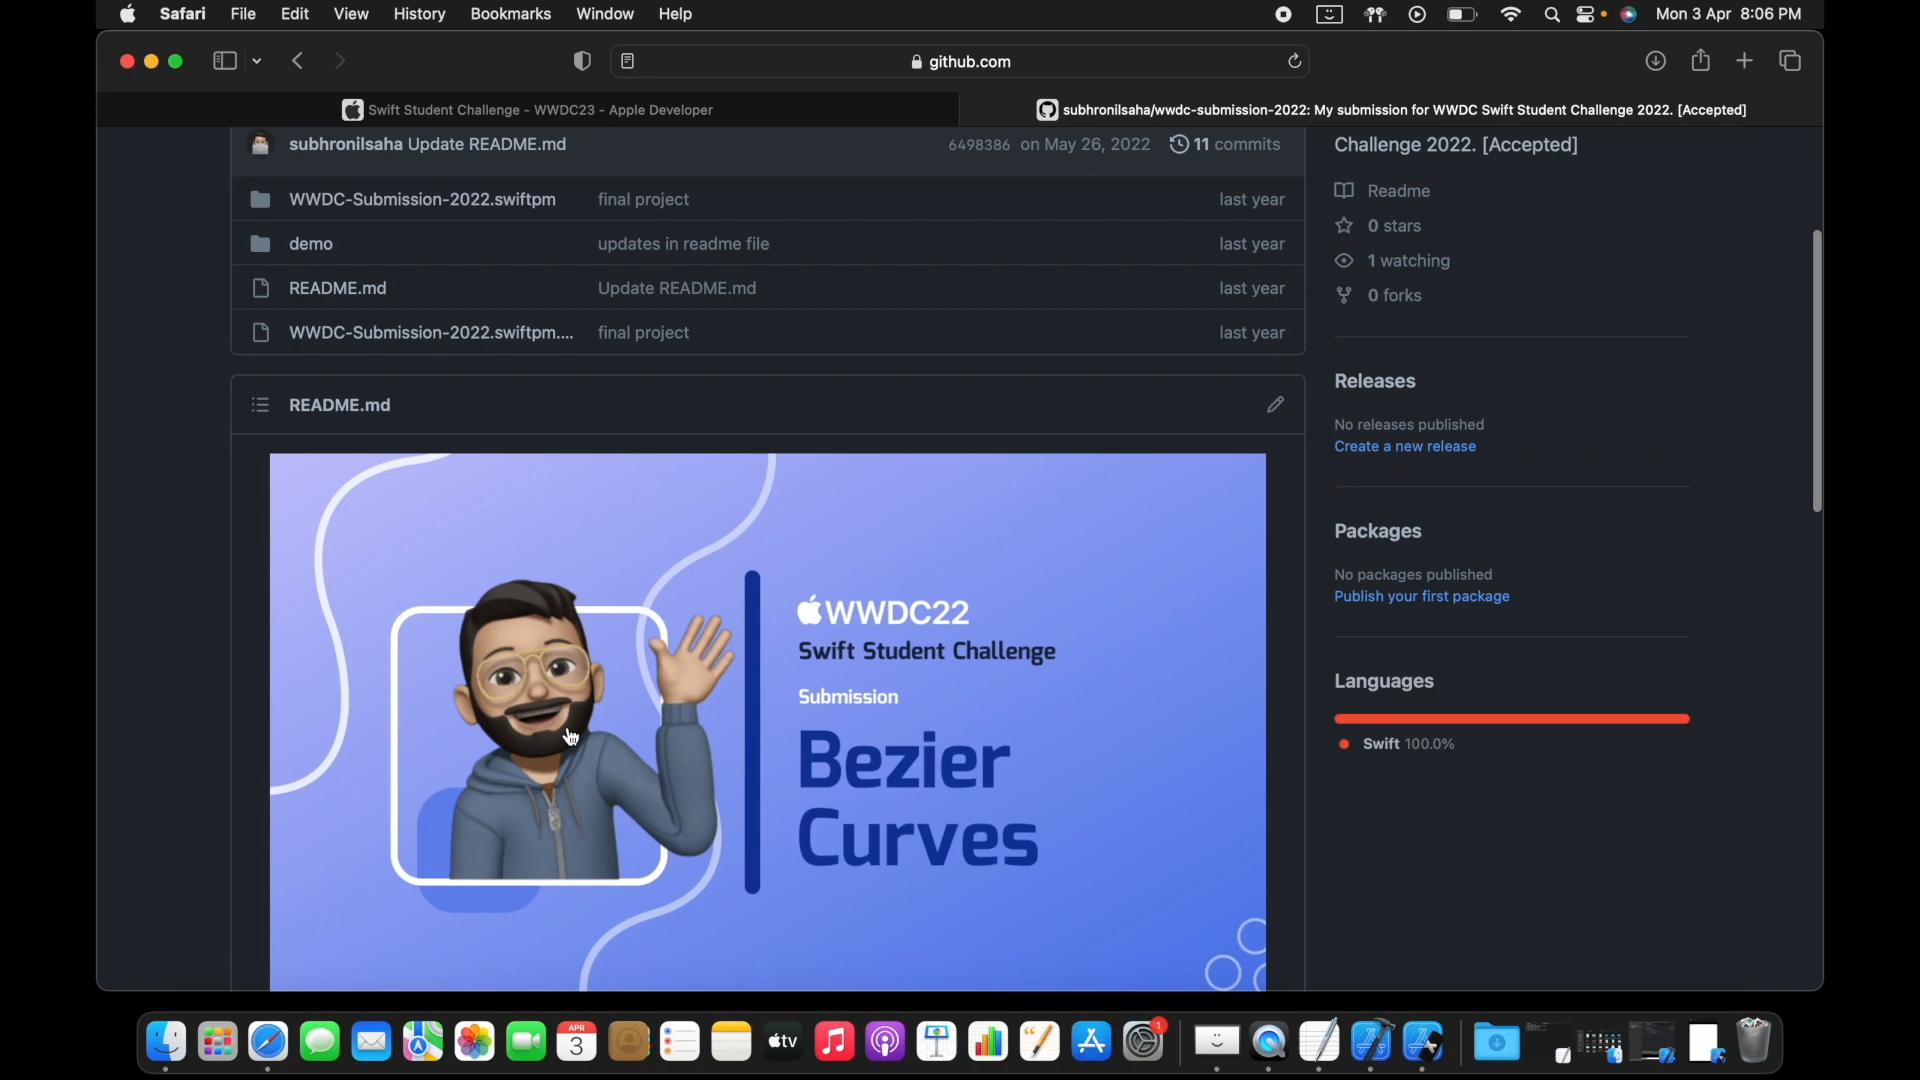 Safari File Edit View History Bookmarks Window Help Mon 3 Apr 8:06 PM
github.com
Swift Student Challenge - WWDC23 - Apple Developer
subhronilsaha/wwdc-submission-2022: My submission for WWDC Swift Student Challenge 2022. [Accepted]
subhronilsaha Update README.md 6498386 on May 26, 2022 11 commits
WWDC-Submission-2022.swiftpm final project last year
demo updates in readme file last year
README.md Update README.md last year
WWDC-Submission-2022.swiftpm.... final project last year
README.md
WWDC22
Swift Student Challenge
Submission
Bezier
Curves
Challenge 2022. [Accepted]
Readme
0 stars
1 watching
0 forks
Releases
No releases published
Create a new release
Packages
No packages published
Publish your first package
Languages
Swift 100.0%
APR
3
tv
1